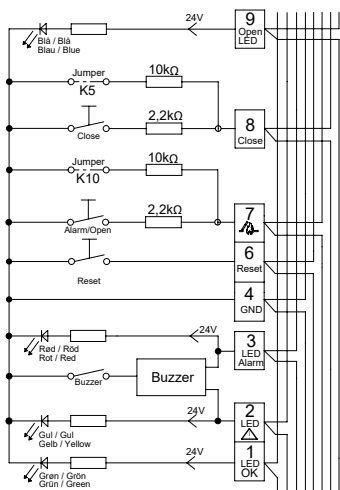 24V
9
Open
LED
Blå / Blå
Blau / Blue
Jumper
K5
10kΩ
2,2kΩ
Close
8
Close
Jumper
K10
10kΩ
2,2kΩ
Alarm/Open
7
6
Reset
Reset
4
GND
24V
3
LED
Alarm
Rød / Röd
Rot / Red
Buzzer
Buzzer
24V
2
LED
Gul / Gul
Gelb / Yellow
24V
1
LED
OK
Grøn / Grön
Grün / Green